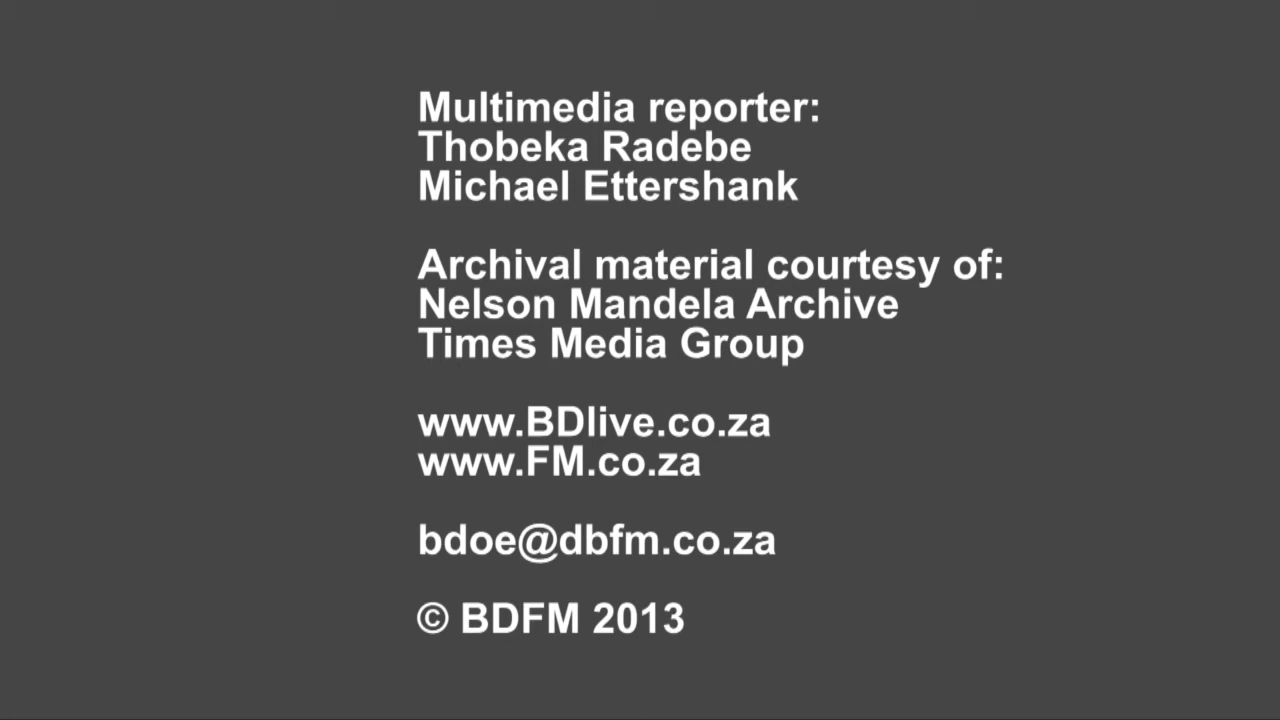 Multimedia reporter:
Thobeka Radebe
Michael Ettershank
Archival material courtesy of:
Nelson Mandela Archive
Times Media Group
www.BDlive.co.za
www.FM.co.za
bdoe@dbfm.co.za
© BDFM 2013